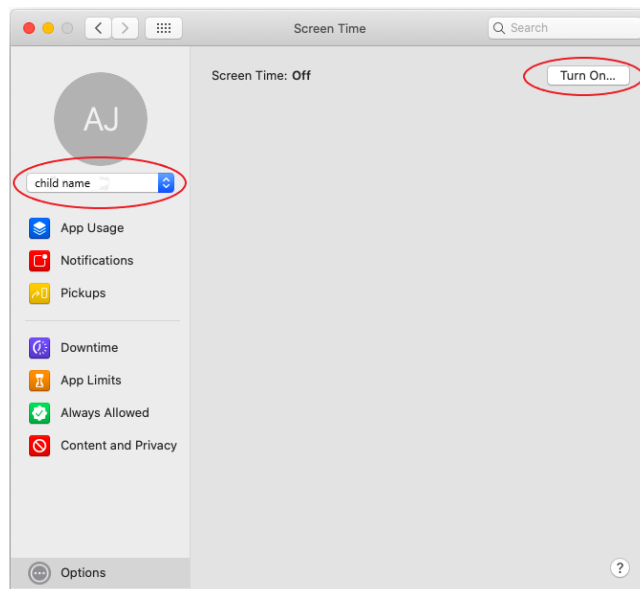 Screen Time
Search
AJ
Screen Time: Off
Turn On...
child name
App Usage
Notifications
Pickups
Downtime
App Limits
Always Allowed
Content and Privacy
Options
?